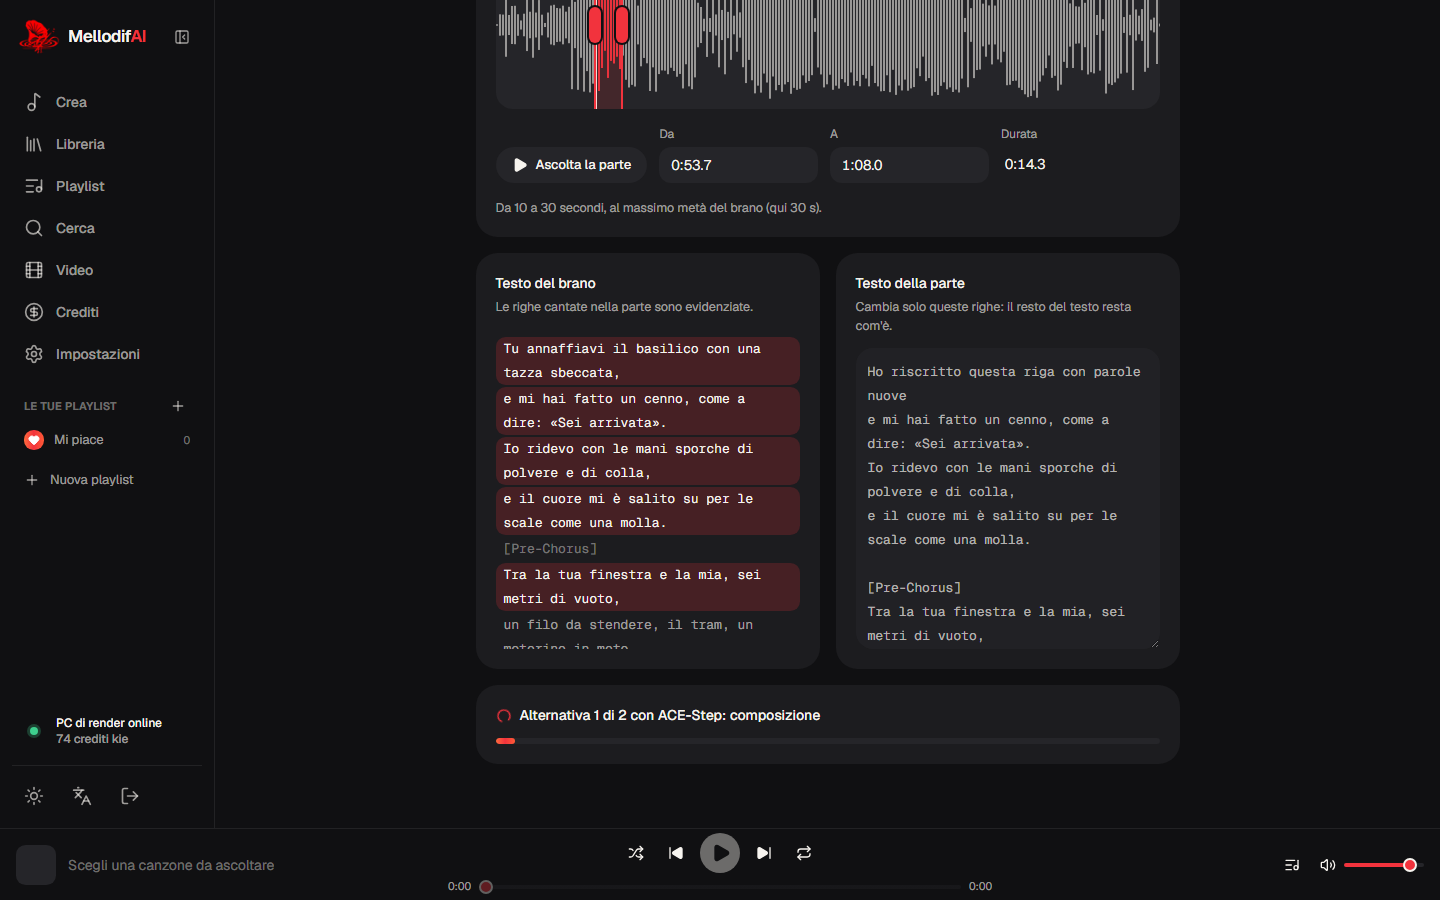 MellodifAI
Crea
Libreria
Playlist
Cerca
Video
Crediti
Impostazioni
LE TUE PLAYLIST
Mi piace
0
Nuova playlist
PC di render online
74 crediti kie
Da
A
Durata
Ascolta la parte
0:53.7
1:08.0
0:14.3
Da 10 a 30 secondi, al massimo metà del brano (qui 30 s).
Testo del brano
Le righe cantate nella parte sono evidenziate.
Tu annaffiavi il basilico con una
tazza sbeccata,
e mi hai fatto un cenno, come a
dire: «Sei arrivata».
Io ridevo con le mani sporche di
polvere e di colla,
e il cuore mi è salito su per le
scale come una molla.
[Pre-Chorus]
Tra la tua finestra e la mia, sei
metri di vuoto,
un filo da stendere, il tram, un
motorino in moto
Testo della parte
Cambia solo queste righe: il resto del testo resta
com'è.
Ho riscritto questa riga con parole
nuove
e mi hai fatto un cenno, come a
dire: «Sei arrivata».
Io ridevo con le mani sporche di
polvere e di colla,
e il cuore mi è salito su per le
scale come una molla.
[Pre-Chorus]
Tra la tua finestra e la mia, sei
metri di vuoto,
Alternativa 1 di 2 con ACE-Step: composizione
Scegli una canzone da ascoltare
0:00
0:00